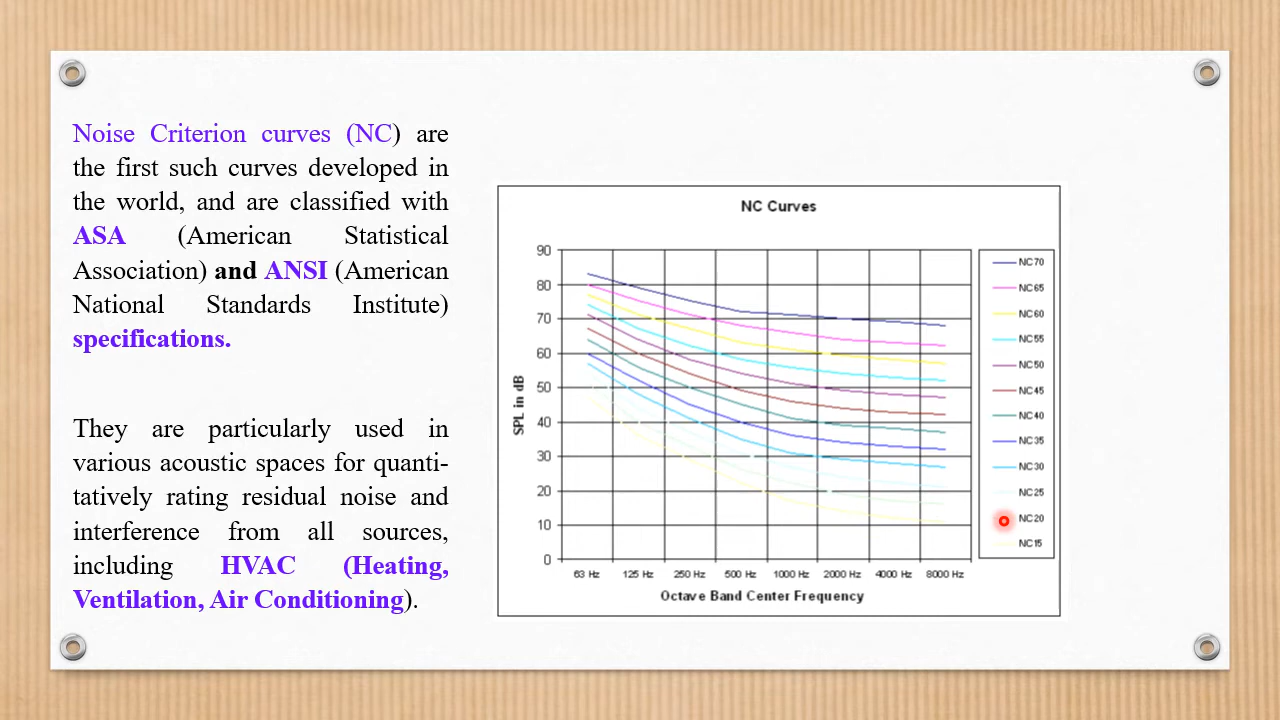 Noise Criterion curves (NC) are
the first such curves developed in
the world, and are classified with
ASA (American Statistical
Association) and ANSI (American
National Standards Institute)
specifications.
They are particularly used in
various acoustic spaces for quanti-
tatively rating residual noise and
interference from all sources,
including HVAC (Heating,
Ventilation, Air Conditioning).
NC Curves
SPL in dB
90
80
70
60
50
40
30
20
10
0
63 Hz 125 Hz 250 Hz 500 Hz 1000 Hz 2000 Hz 4000 Hz 8000 Hz
Octave Band Center Frequency
NC70
NC65
NC60
NC55
NC50
NC45
NC40
NC35
NC30
NC25
NC20
NC15